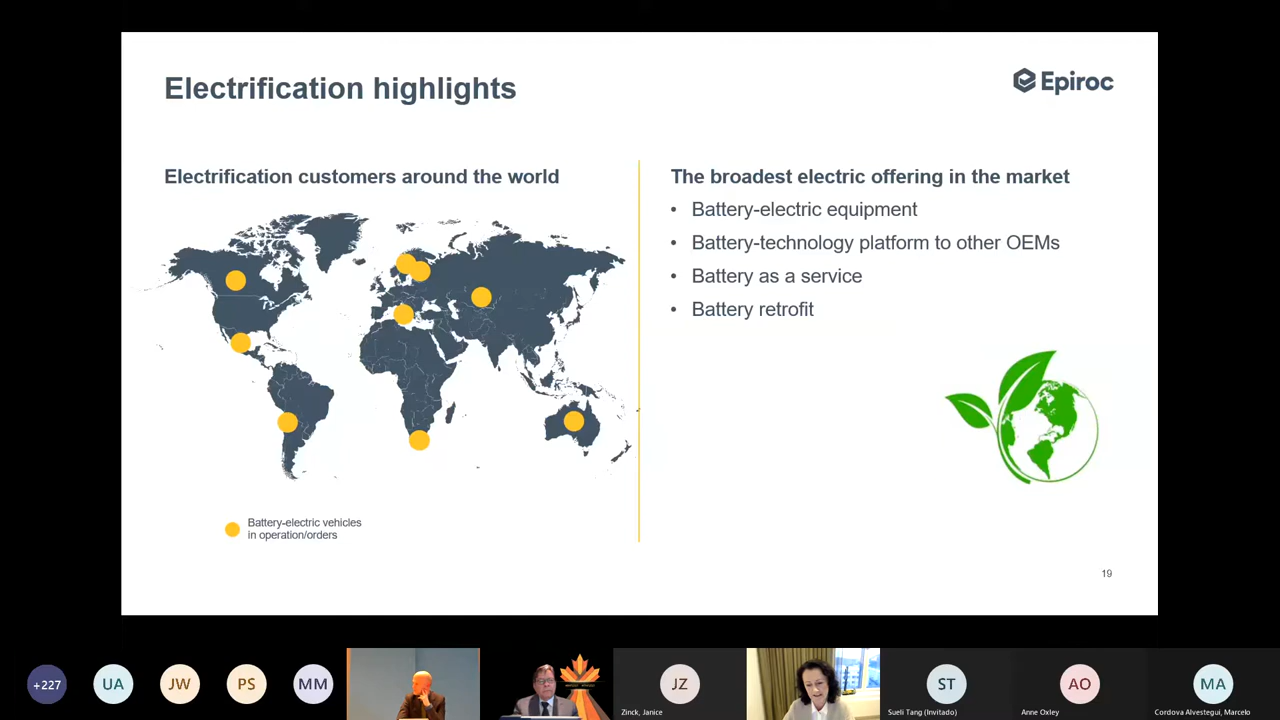 Electrification highlights
Epiroc
Electrification customers around the world
The broadest electric offering in the market
• Battery-electric equipment
• Battery-technology platform to other OEMs
• Battery as a service
• Battery retrofit
Battery-electric vehicles
in operation/orders
19
+227
UA
JW
PS
MM
JZ
Zinck, Janice
ST
Sueli Tang (Invitado)
AO
Anne Oxley
MA
Cordova Alvestegui, Marcelo